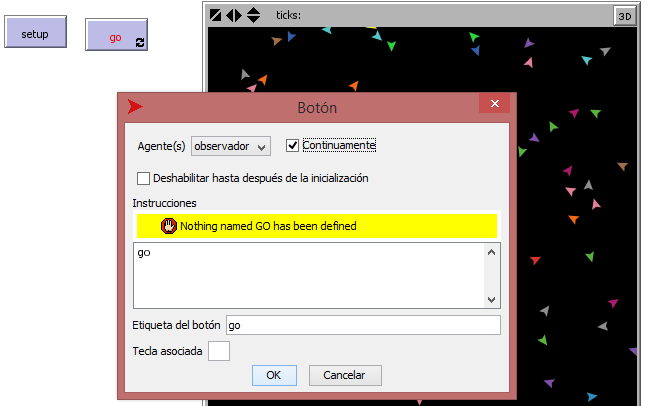 setup
go
ticks:
3D
Botón
Agente(s) observador Continuamente
Deshabilitar hasta después de la inicialización
Instrucciones
Nothing named GO has been defined
go
Etiqueta del botón go
Tecla asociada
OK Cancelar